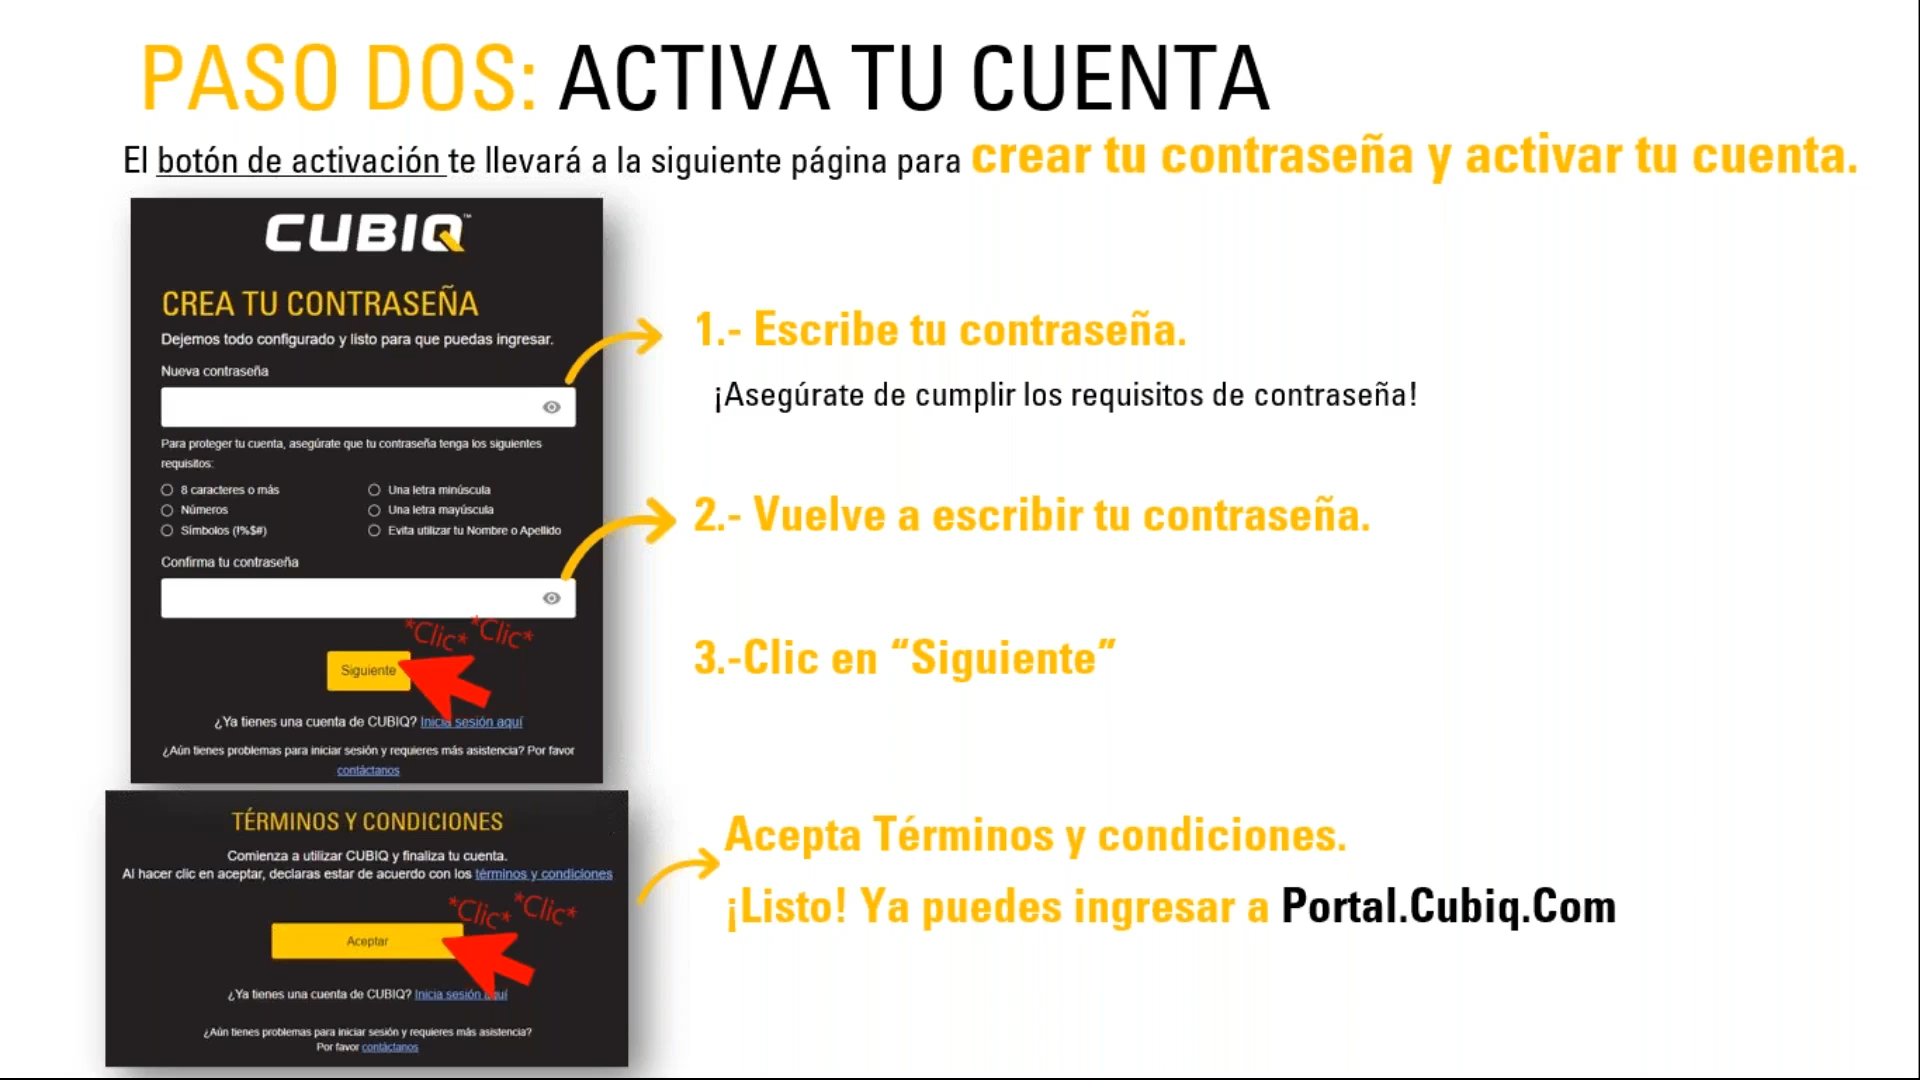 PASO DOS: ACTIVA TU CUENTA
El botón de activación te llevará a la siguiente página para crear tu contraseña y activar tu cuenta.
CUBIQ™
CREA TU CONTRASEÑA
Dejemos todo configurado y listo para que puedas ingresar.
Nueva contraseña
Para proteger tu cuenta, asegúrate que tu contraseña tenga los siguientes
requisitos:
8 caracteres o más
Una letra minúscula
Números
Una letra mayúscula
Símbolos (!%$#)
Evita utilizar tu Nombre o Apellido
Confirma tu contraseña
*Clic* *Clic*
Siguiente
¿Ya tienes una cuenta de CUBIQ? Inicia sesión aquí
¿Aún tienes problemas para iniciar sesión y requieres más asistencia? Por favor
contáctanos
1.- Escribe tu contraseña.
¡Asegúrate de cumplir los requisitos de contraseña!
2.- Vuelve a escribir tu contraseña.
3.-Clic en “Siguiente”
TÉRMINOS Y CONDICIONES
Comienza a utilizar CUBIQ y finaliza tu cuenta.
Al hacer clic en aceptar, declaras estar de acuerdo con los términos y condiciones
*Clic* *Clic*
Aceptar
¿Ya tienes una cuenta de CUBIQ? Inicia sesión aquí
¿Aún tienes problemas para iniciar sesión y requieres más asistencia?
Por favor contáctanos
Acepta Términos y condiciones.
¡Listo! Ya puedes ingresar a Portal.Cubiq.Com